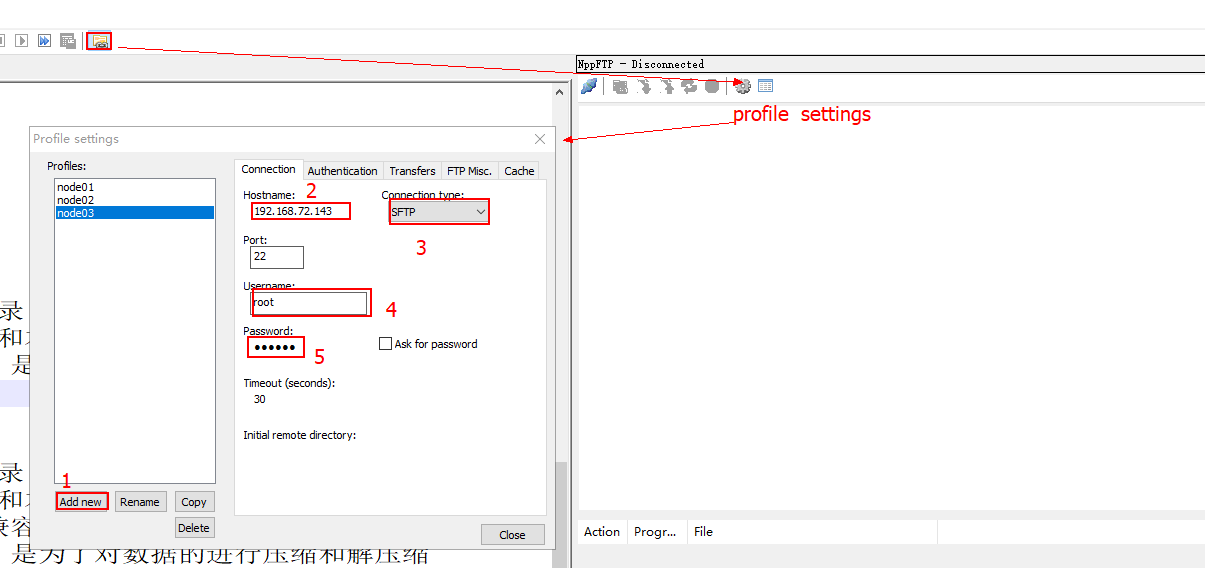 NppFTP - Disconnected
profile settings
Profile settings
Profiles:
node01
node02
node03
Connection
Authentication
Transfers
FTP Misc.
Cache
Hostname:
2
Connection type:
192.168.72.143
SFTP
3
Port:
22
Username:
root
4
Password:
●●●●●●
5
Ask for password
Timeout (seconds):
30
Initial remote directory:
1
Add new
Rename
Copy
Delete
Close
录
和
是
录
和
兼容
是为了对数据的进行压缩和解压缩
Action
Progr...
File